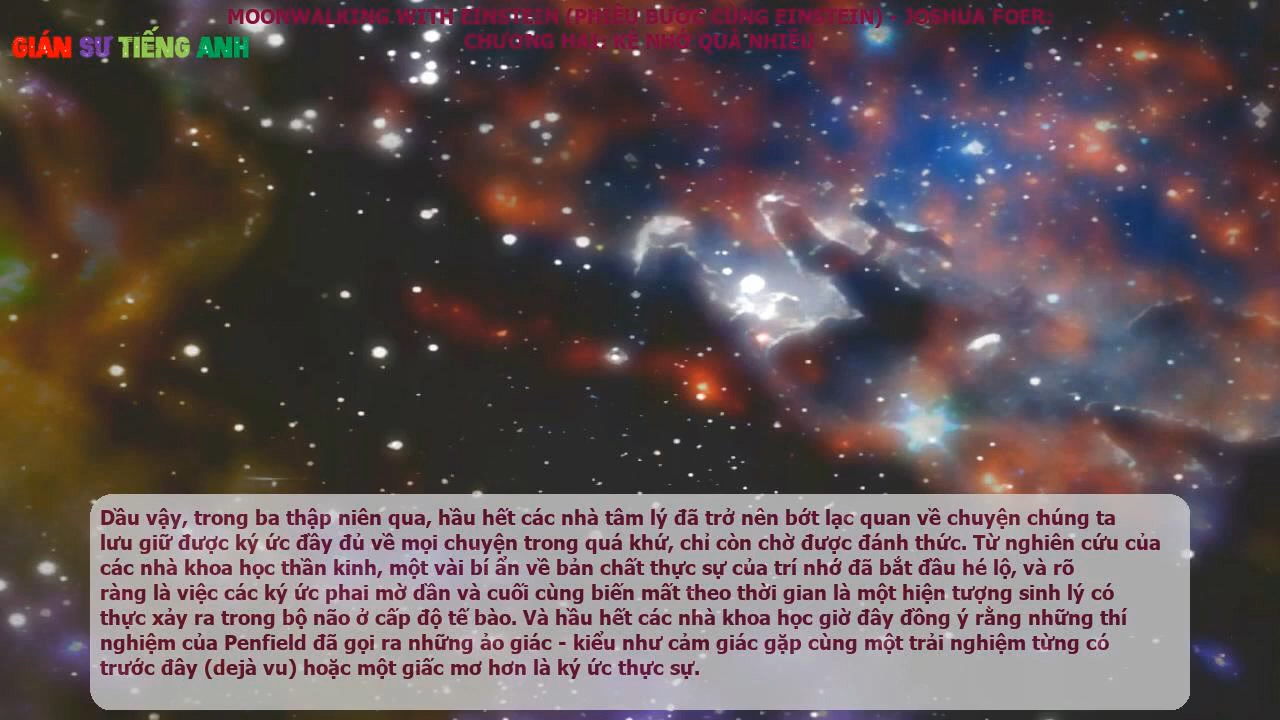 MOONWALKING WITH EINSTEIN (PHIÊU BƯỚC CÙNG EINSTEIN) - JOSHUA FOER:
CHƯƠNG HAI: KẺ NHỚ QUÁ NHIỀU
GIÁN SỰ TIẾNG ANH
Dầu vậy, trong ba thập niên qua, hầu hết các nhà tâm lý đã trở nên bớt lạc quan về chuyện chúng ta
lưu giữ được ký ức đầy đủ về mọi chuyện trong quá khứ, chỉ còn chờ được đánh thức. Từ nghiên cứu của
các nhà khoa học thần kinh, một vài bí ẩn về bản chất thực sự của trí nhớ đã bắt đầu hé lộ, và rõ
ràng là việc các ký ức phai mờ dần và cuối cùng biến mất theo thời gian là một hiện tượng sinh lý có
thực xảy ra trong bộ não ở cấp độ tế bào. Và hầu hết các nhà khoa học giờ đây đồng ý rằng những thí
nghiệm của Penfield đã gọi ra những ảo giác - kiểu như cảm giác gặp cùng một trải nghiệm từng có
trước đây (dejà vu) hoặc một giấc mơ hơn là ký ức thực sự.